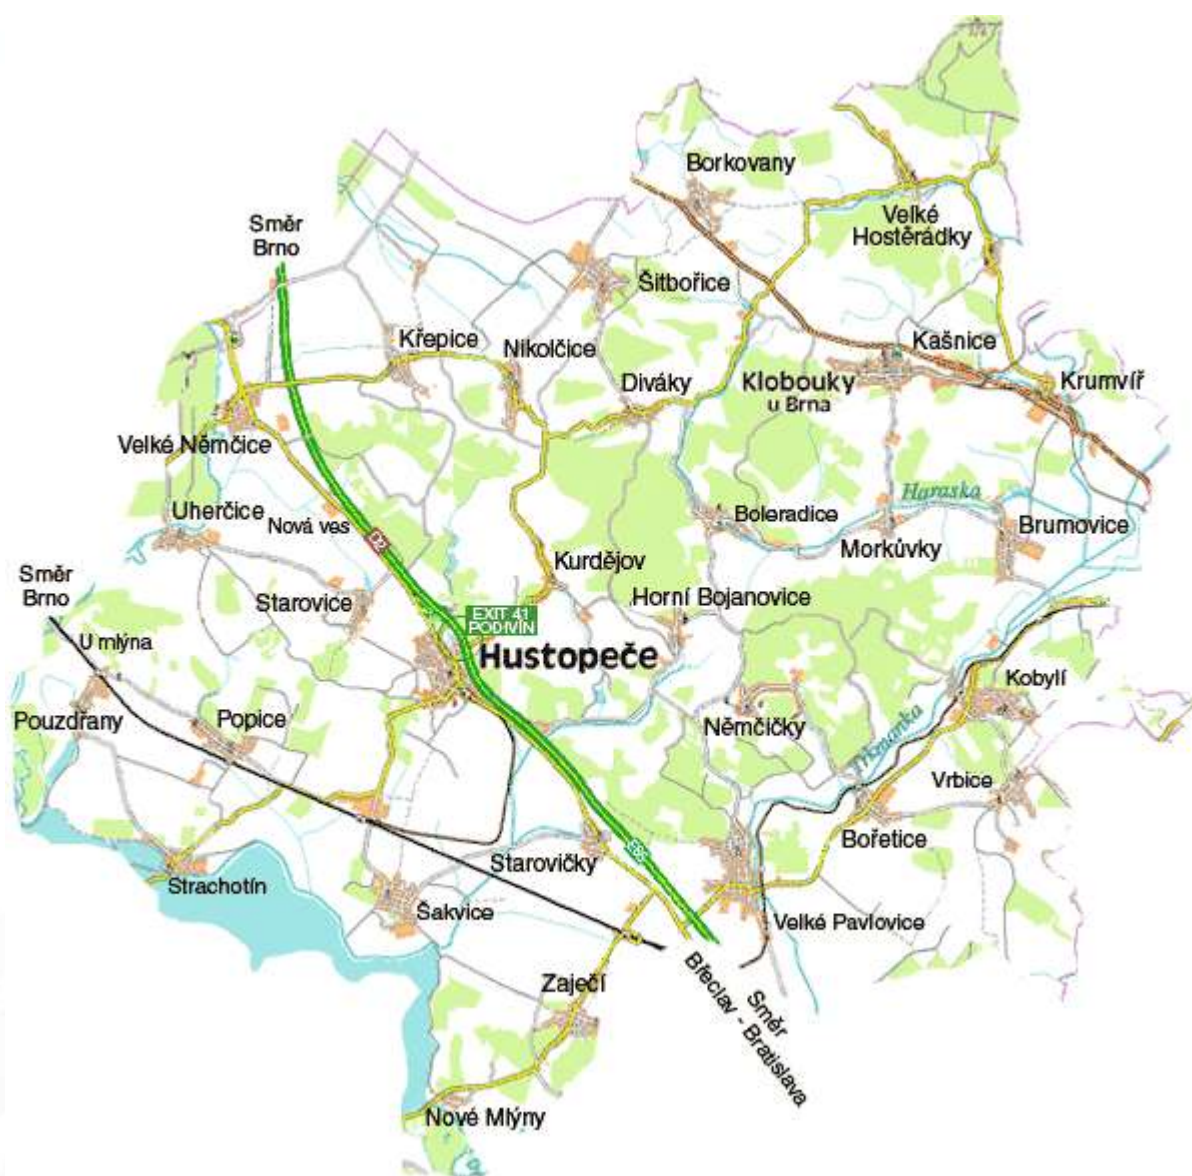 Borkovany
Velké
Hostěrádky
Směr
Brno
Šitbořice
Křepice
Nikolčice
Kašnice
Diváky
Klobouky
u Brna
Krumvíř
Velké Němčice
Haraska
Uherčice
Nová ves
Boleradice
Brumovice
D2
Morkůvky
Kurdějov
Směr
Brno
Starovice
Horní Bojanovice
EXIT 41
PODIVÍN
U mlýna
Hustopeče
Kobylí
Pouzdřany
Popice
Němčičky
Trkmanka
Vrbice
Bořetice
E65
Starovičky
Strachotín
Šakvice
Velké Pavlovice
Zaječí
Směr
Břeclav - Bratislava
Nové Mlýny